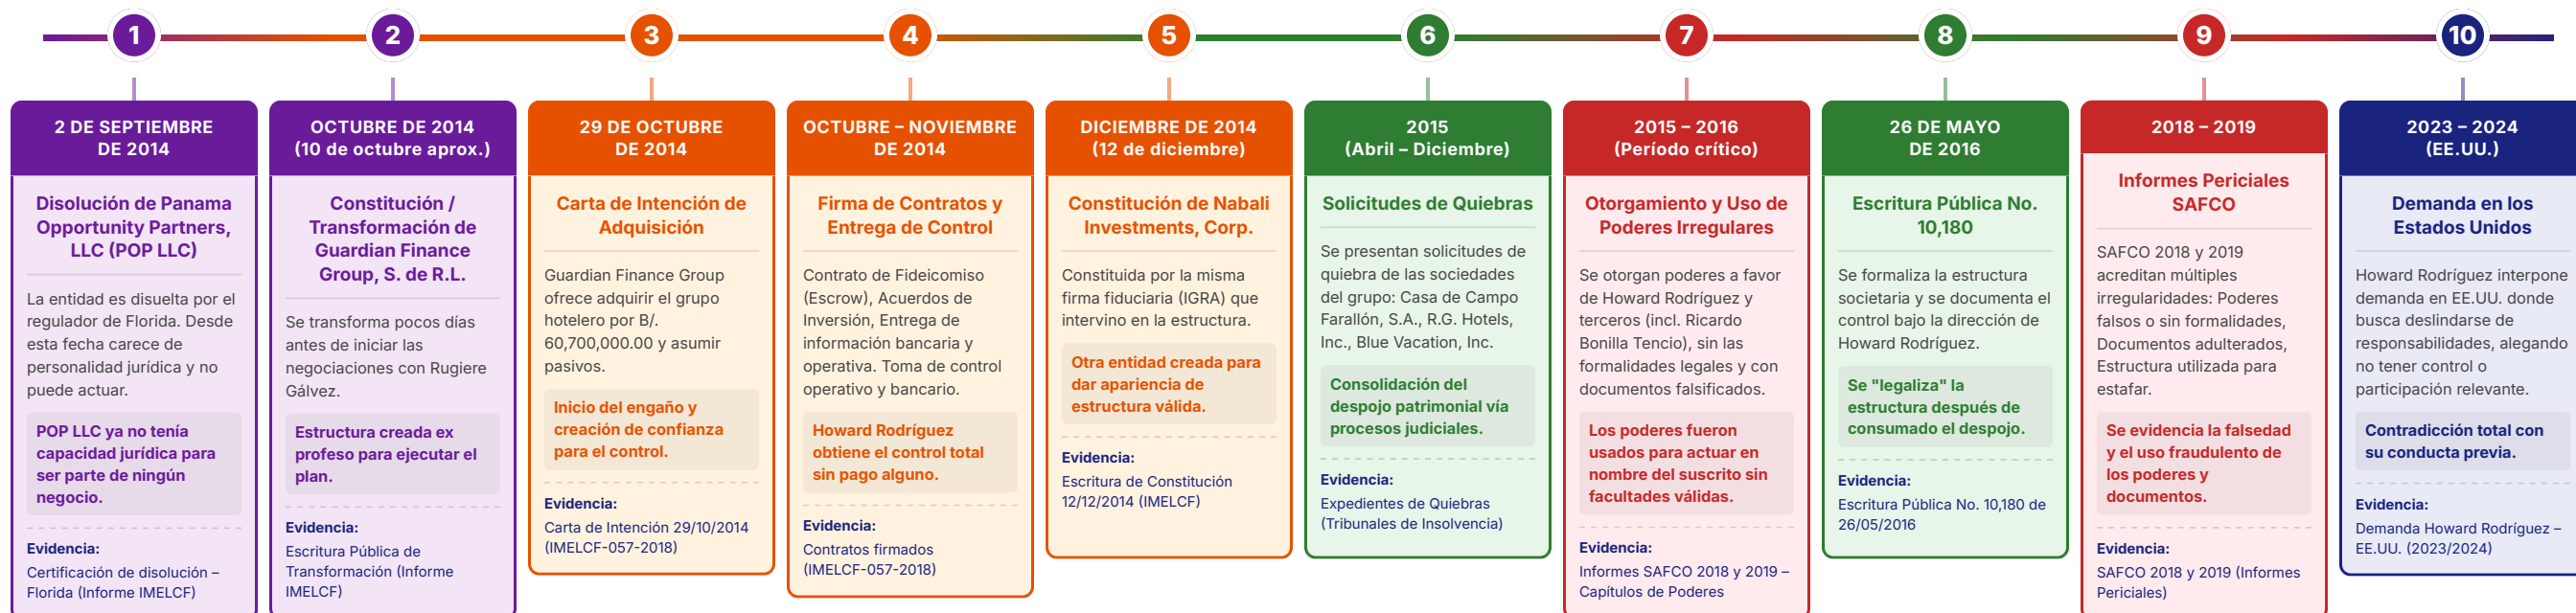 1
2
3
4
5
6
7
8
9
10
2 DE SEPTIEMBRE
DE 2014
Disolución de Panama
Opportunity Partners,
LLC (POP LLC)
La entidad es disuelta por el
regulador de Florida. Desde
esta fecha carece de
personalidad jurídica y no
puede actuar.
POP LLC ya no tenía
capacidad jurídica para
ser parte de ningún
negocio.
Evidencia:
Certificación de disolución –
Florida (Informe IMELCF)
OCTUBRE DE 2014
(10 de octubre aprox.)
Constitución /
Transformación de
Guardian Finance
Group, S. de R.L.
Se transforma pocos días
antes de iniciar las
negociaciones con Rugiere
Gálvez.
Estructura creada ex
profeso para ejecutar el
plan.
Evidencia:
Escritura Pública de
Transformación (Informe
IMELCF)
29 DE OCTUBRE
DE 2014
Carta de Intención de
Adquisición
Guardian Finance Group
ofrece adquirir el grupo
hotelero por B/.
60,700,000.00 y asumir
pasivos.
Inicio del engaño y
creación de confianza
para el control.
Evidencia:
Carta de Intención 29/10/2014
(IMELCF-057-2018)
OCTUBRE – NOVIEMBRE
DE 2014
Firma de Contratos y
Entrega de Control
Contrato de Fideicomiso
(Escrow), Acuerdos de
Inversión, Entrega de
información bancaria y
operativa. Toma de control
operativo y bancario.
Howard Rodríguez
obtiene el control total
sin pago alguno.
Evidencia:
Contratos firmados
(IMELCF-057-2018)
DICIEMBRE DE 2014
(12 de diciembre)
Constitución de Nabali
Investments, Corp.
Constituida por la misma
firma fiduciaria (IGRA) que
intervino en la estructura.
Otra entidad creada para
dar apariencia de
estructura válida.
Evidencia:
Escritura de Constitución
12/12/2014 (IMELCF)
2015
(Abril – Diciembre)
Solicitudes de Quiebras
Se presentan solicitudes de
quiebra de las sociedades
del grupo: Casa de Campo
Farallón, S.A., R.G. Hotels,
Inc., Blue Vacation, Inc.
Consolidación del
despojo patrimonial vía
procesos judiciales.
Evidencia:
Expedientes de Quiebras
(Tribunales de Insolvencia)
2015 – 2016
(Período crítico)
Otorgamiento y Uso de
Poderes Irregulares
Se otorgan poderes a favor
de Howard Rodríguez y
terceros (incl. Ricardo
Bonilla Tencio), sin las
formalidades legales y con
documentos falsificados.
Los poderes fueron
usados para actuar en
nombre del suscrito sin
facultades válidas.
Evidencia:
Informes SAFCO 2018 y 2019 –
Capítulos de Poderes
26 DE MAYO
DE 2016
Escritura Pública No.
10,180
Se formaliza la estructura
societaria y se documenta el
control bajo la dirección de
Howard Rodríguez.
Se "legaliza" la
estructura después de
consumado el despojo.
Evidencia:
Escritura Pública No. 10,180 de
26/05/2016
2018 – 2019
Informes Periciales
SAFCO
SAFCO 2018 y 2019
acreditan múltiples
irregularidades: Poderes
falsos o sin formalidades,
Documentos adulterados,
Estructura utilizada para
estafar.
Se evidencia la falsedad
y el uso fraudulento de
los poderes y
documentos.
Evidencia:
SAFCO 2018 y 2019 (Informes
Periciales)
2023 – 2024
(EE.UU.)
Demanda en los
Estados Unidos
Howard Rodríguez interpone
demanda en EE.UU. donde
busca deslindarse de
responsabilidades, alegando
no tener control o
participación relevante.
Contradicción total con
su conducta previa.
Evidencia:
Demanda Howard Rodríguez –
EE.UU. (2023/2024)